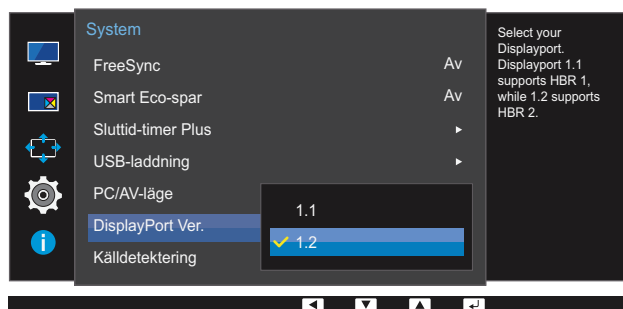 System
FreeSync Av
Smart Eco-spar Av
Sluttid-timer Plus
USB-laddning
PC/AV-läge
DisplayPort Ver.
Källdetektering
1.1
1.2
Select your
Displayport.
Displayport 1.1
supports HBR 1,
while 1.2 supports
HBR 2.